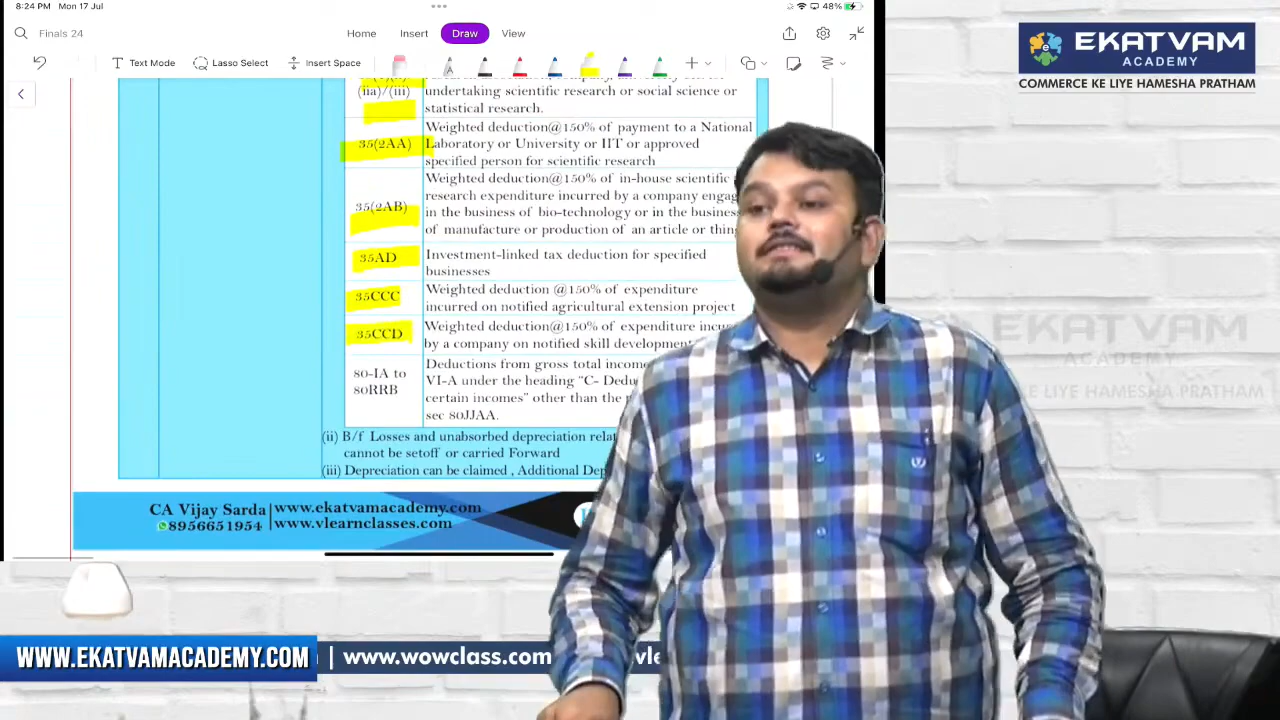 8:24 PM Mon 17 Jul
48%
Finals 24
Home Insert Draw View
Text Mode Lasso Select Insert Space
(iia)/(iii) undertaking scientific research or social science or
statistical research.
35(2AA) Weighted deduction@150% of payment to a National
Laboratory or University or IIT or approved
specified person for scientific research
35(2AB) Weighted deduction@150% of in-house scientific
research expenditure incurred by a company engag
in the business of bio-technology or in the business
of manufacture or production of an article or thing
35AD Investment-linked tax deduction for specified
businesses
35CCC Weighted deduction @150% of expenditure
incurred on notified agricultural extension project
35CCD Weighted deduction@150% of expenditure incur
by a company on notified skill development
80-IA to 80RRB Deductions from gross total income
VI-A under the heading "C- Dedu
certain incomes" other than the
sec 80JJAA.
(ii) B/f Losses and unabsorbed depreciation rela
cannot be setoff or carried Forward
(iii) Depreciation can be claimed , Additional Dep
CA Vijay Sarda
8956651954
www.ekatvamacademy.com
www.vlearnclasses.com
EKATVAM
ACADEMY
COMMERCE KE LIYE HAMESHA PRATHAM
EKATVAM
ACADEMY
KE LIYE HAMESHA PRATHAM
WWW.EKATVAMACADEMY.COM
| www.wowclass.com